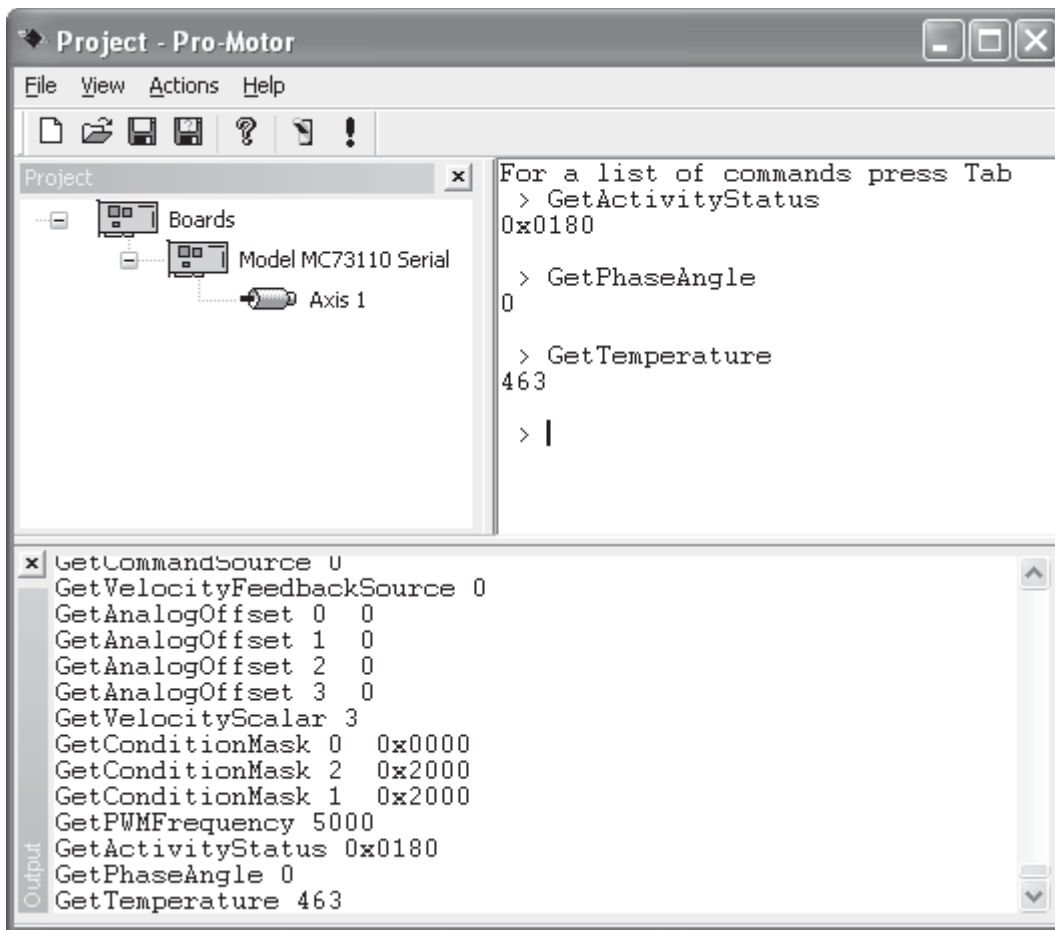 Project - Pro-Motor
File View Actions Help
Project
Boards
Model MC73110 Serial
Axis 1
For a list of commands press Tab
> GetActivityStatus
0x0180
> GetPhaseAngle
0
> GetTemperature
463
>
GetCommandSource 0
GetVelocityFeedbackSource 0
GetAnalogOffset 0 0
GetAnalogOffset 1 0
GetAnalogOffset 2 0
GetAnalogOffset 3 0
GetVelocityScalar 3
GetConditionMask 0 0x0000
GetConditionMask 2 0x2000
GetConditionMask 1 0x2000
GetPWMFrequency 5000
GetActivityStatus 0x0180
GetPhaseAngle 0
GetTemperature 463
Output